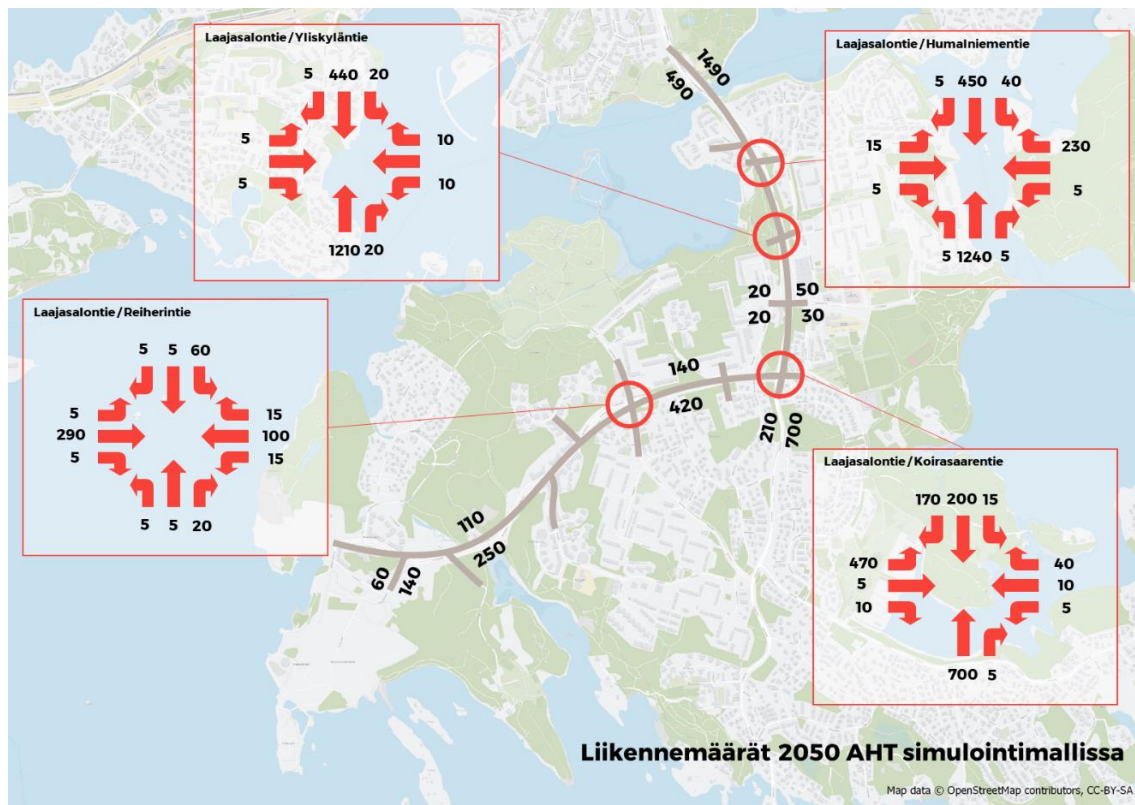 Laajasalontie/Yliskyläntie
5 440 20
5 10
5 10
1210 20
1490
490
Laajasalontie/Humalniementie
5 450 40
15 230
5 5
5 1240 5
20 50
20 30
Laajasalontie/Reiherintie
5 5 60
5 15
290 100
5 15
5 5 20
140
420
210
700
Laajasalontie/Koirasaarentie
170 200 15
470 40
5 10
10 5
700 5
110
250
60
140
Liikennemäärät 2050 AHT simulointimallissa
Map data © OpenStreetMap contributors, CC-BY-SA